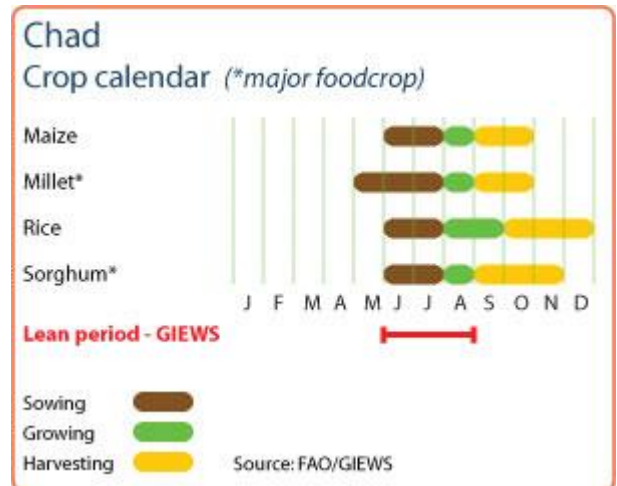 Chad
Crop calendar (*major foodcrop)
Maize
Millet*
Rice
Sorghum*
J F M A M J J A S O N D
Lean period - GIEWS
Sowing
Growing
Harvesting Source: FAO/GIEWS